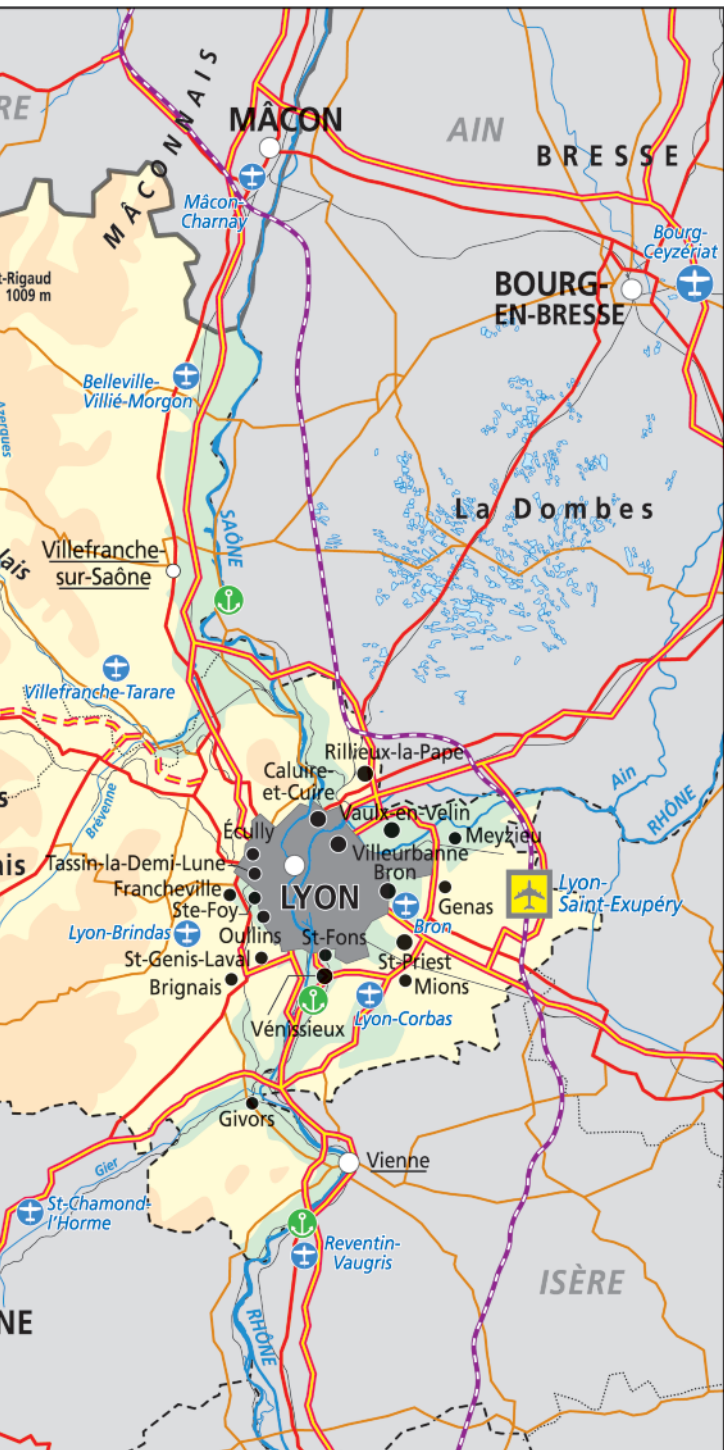 RE
MÂCONNAIS
MÂCON
AIN
BRESSE
Mâcon-
Charnay
Bourg-
Ceyzériat
t-Rigaud
1009 m
BOURG-
EN-BRESSE
Belleville-
Villié-Morgon
Azergues
SAÔNE
La Dombes
Villefranche-
sur-Saône
lais
Villefranche-Tarare
Rillieux-la-Pape
Caluire-
et-Cuire
Ain
RHÔNE
s
Brévenne
Vaulx-en-Velin
Écully
Meyzieu
ais
Tassin-la-Demi-Lune
Villeurbanne
Bron
Francheville
LYON
Lyon-
Saint-Exupéry
Ste-Foy
Genas
Lyon-Brindas
Oullins
St-Fons
Bron
St-Genis-Laval
St-Priest
Brignais
Mions
Vénissieux
Lyon-Corbas
Givors
Gier
Vienne
St-Chamond-
l'Horme
Reventin-
Vaugris
ISÈRE
NE
RHÔNE